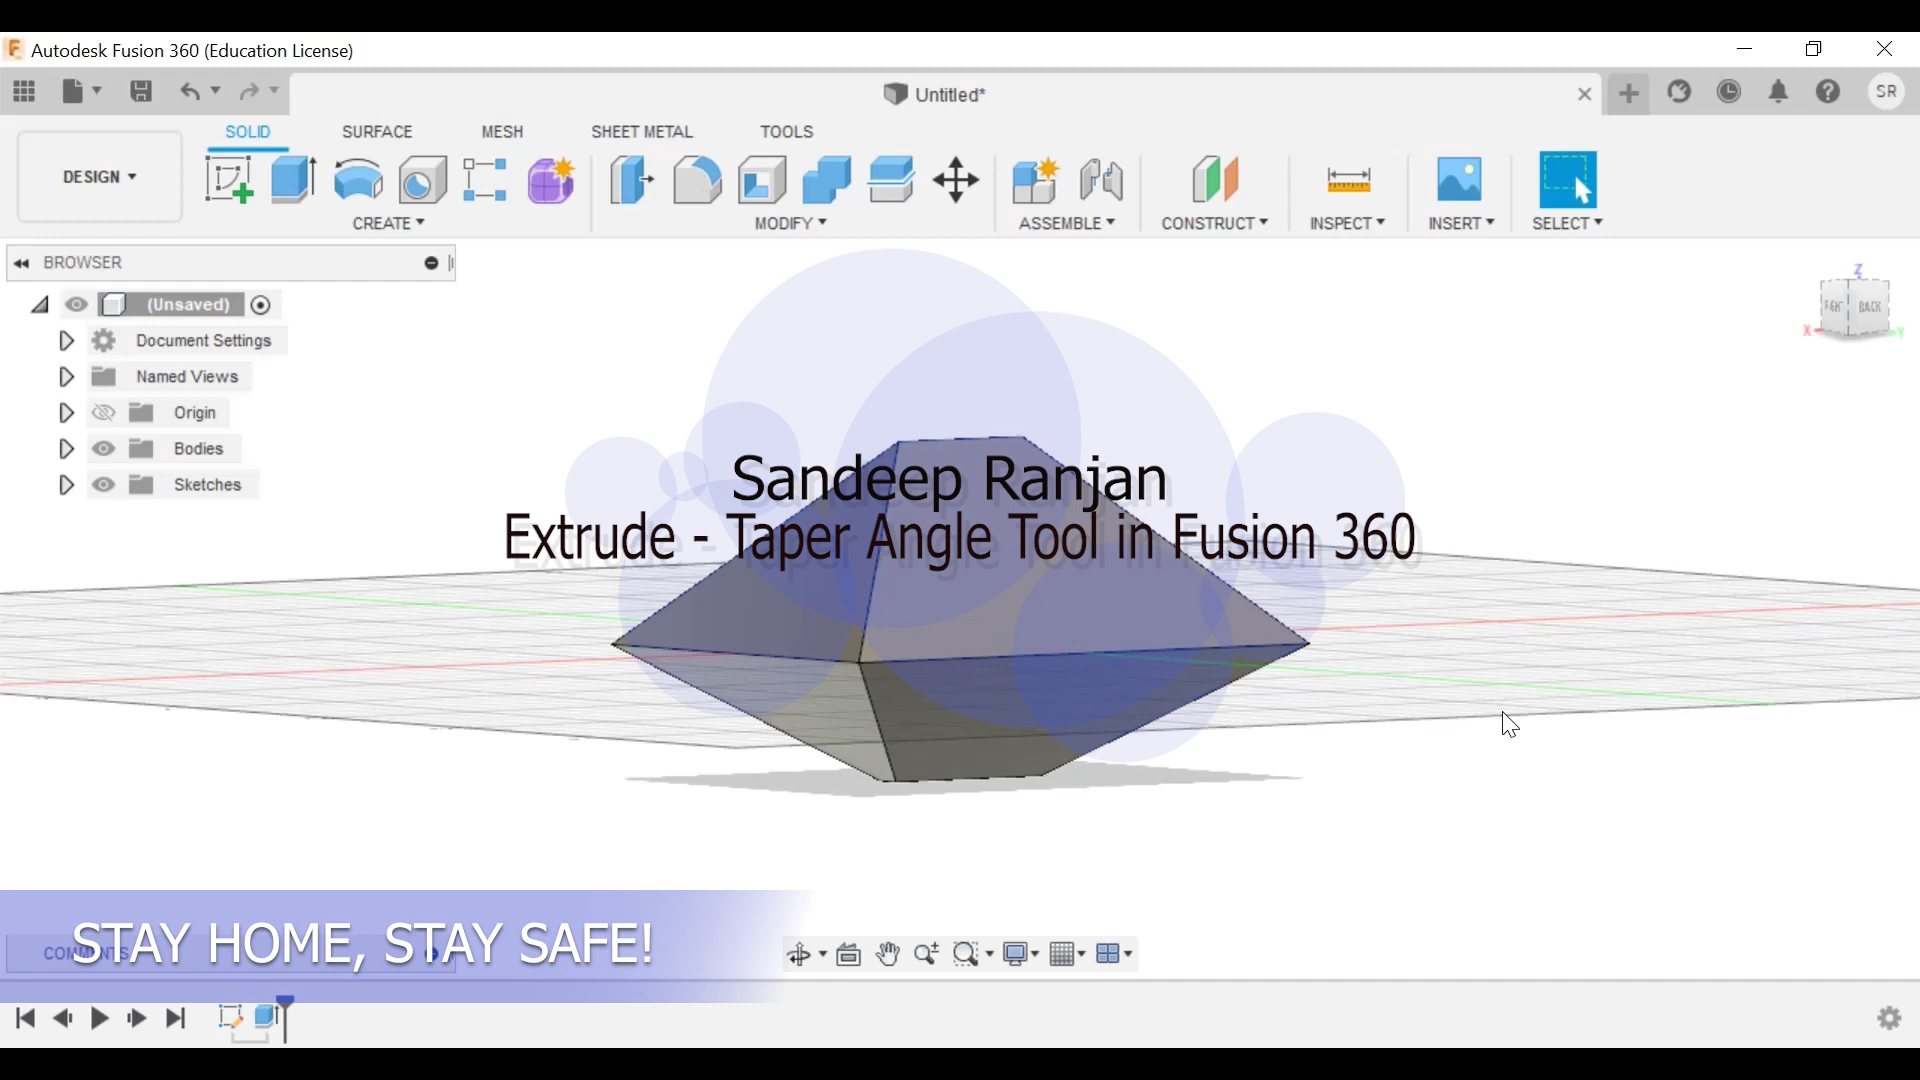 Autodesk Fusion 360 (Education License)
Untitled*
SR
SOLID SURFACE MESH SHEET METAL TOOLS
DESIGN
CREATE MODIFY ASSEMBLE CONSTRUCT INSPECT INSERT SELECT
BROWSER
(Unsaved)
Document Settings
Named Views
Origin
Bodies
Sketches
Z
BACK
X
Y
Sandeep Ranjan
Extrude - Taper Angle Tool in Fusion 360
STAY HOME, STAY SAFE!
COMMENTS